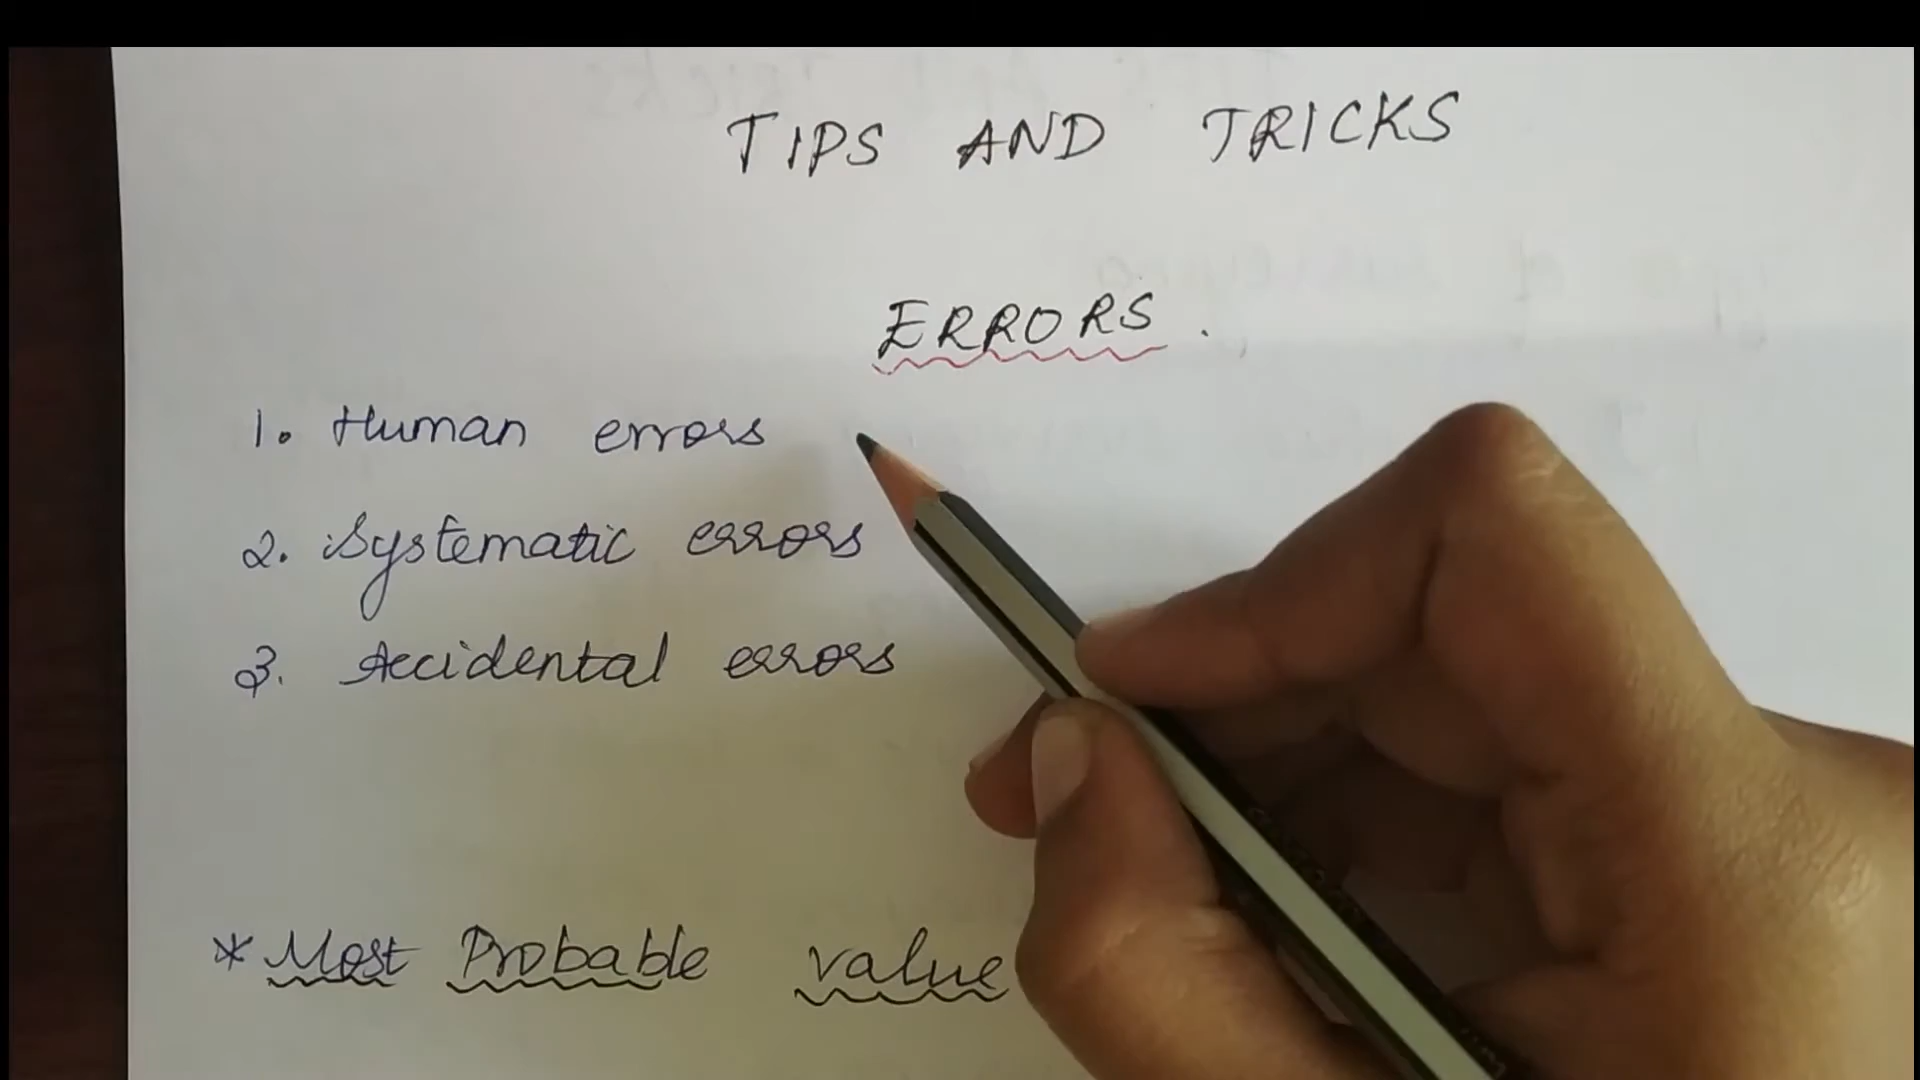 TIPS AND TRICKS
ERRORS.
1. Human errors
2. Systematic errors
3. Accidental errors
* Most Probable value